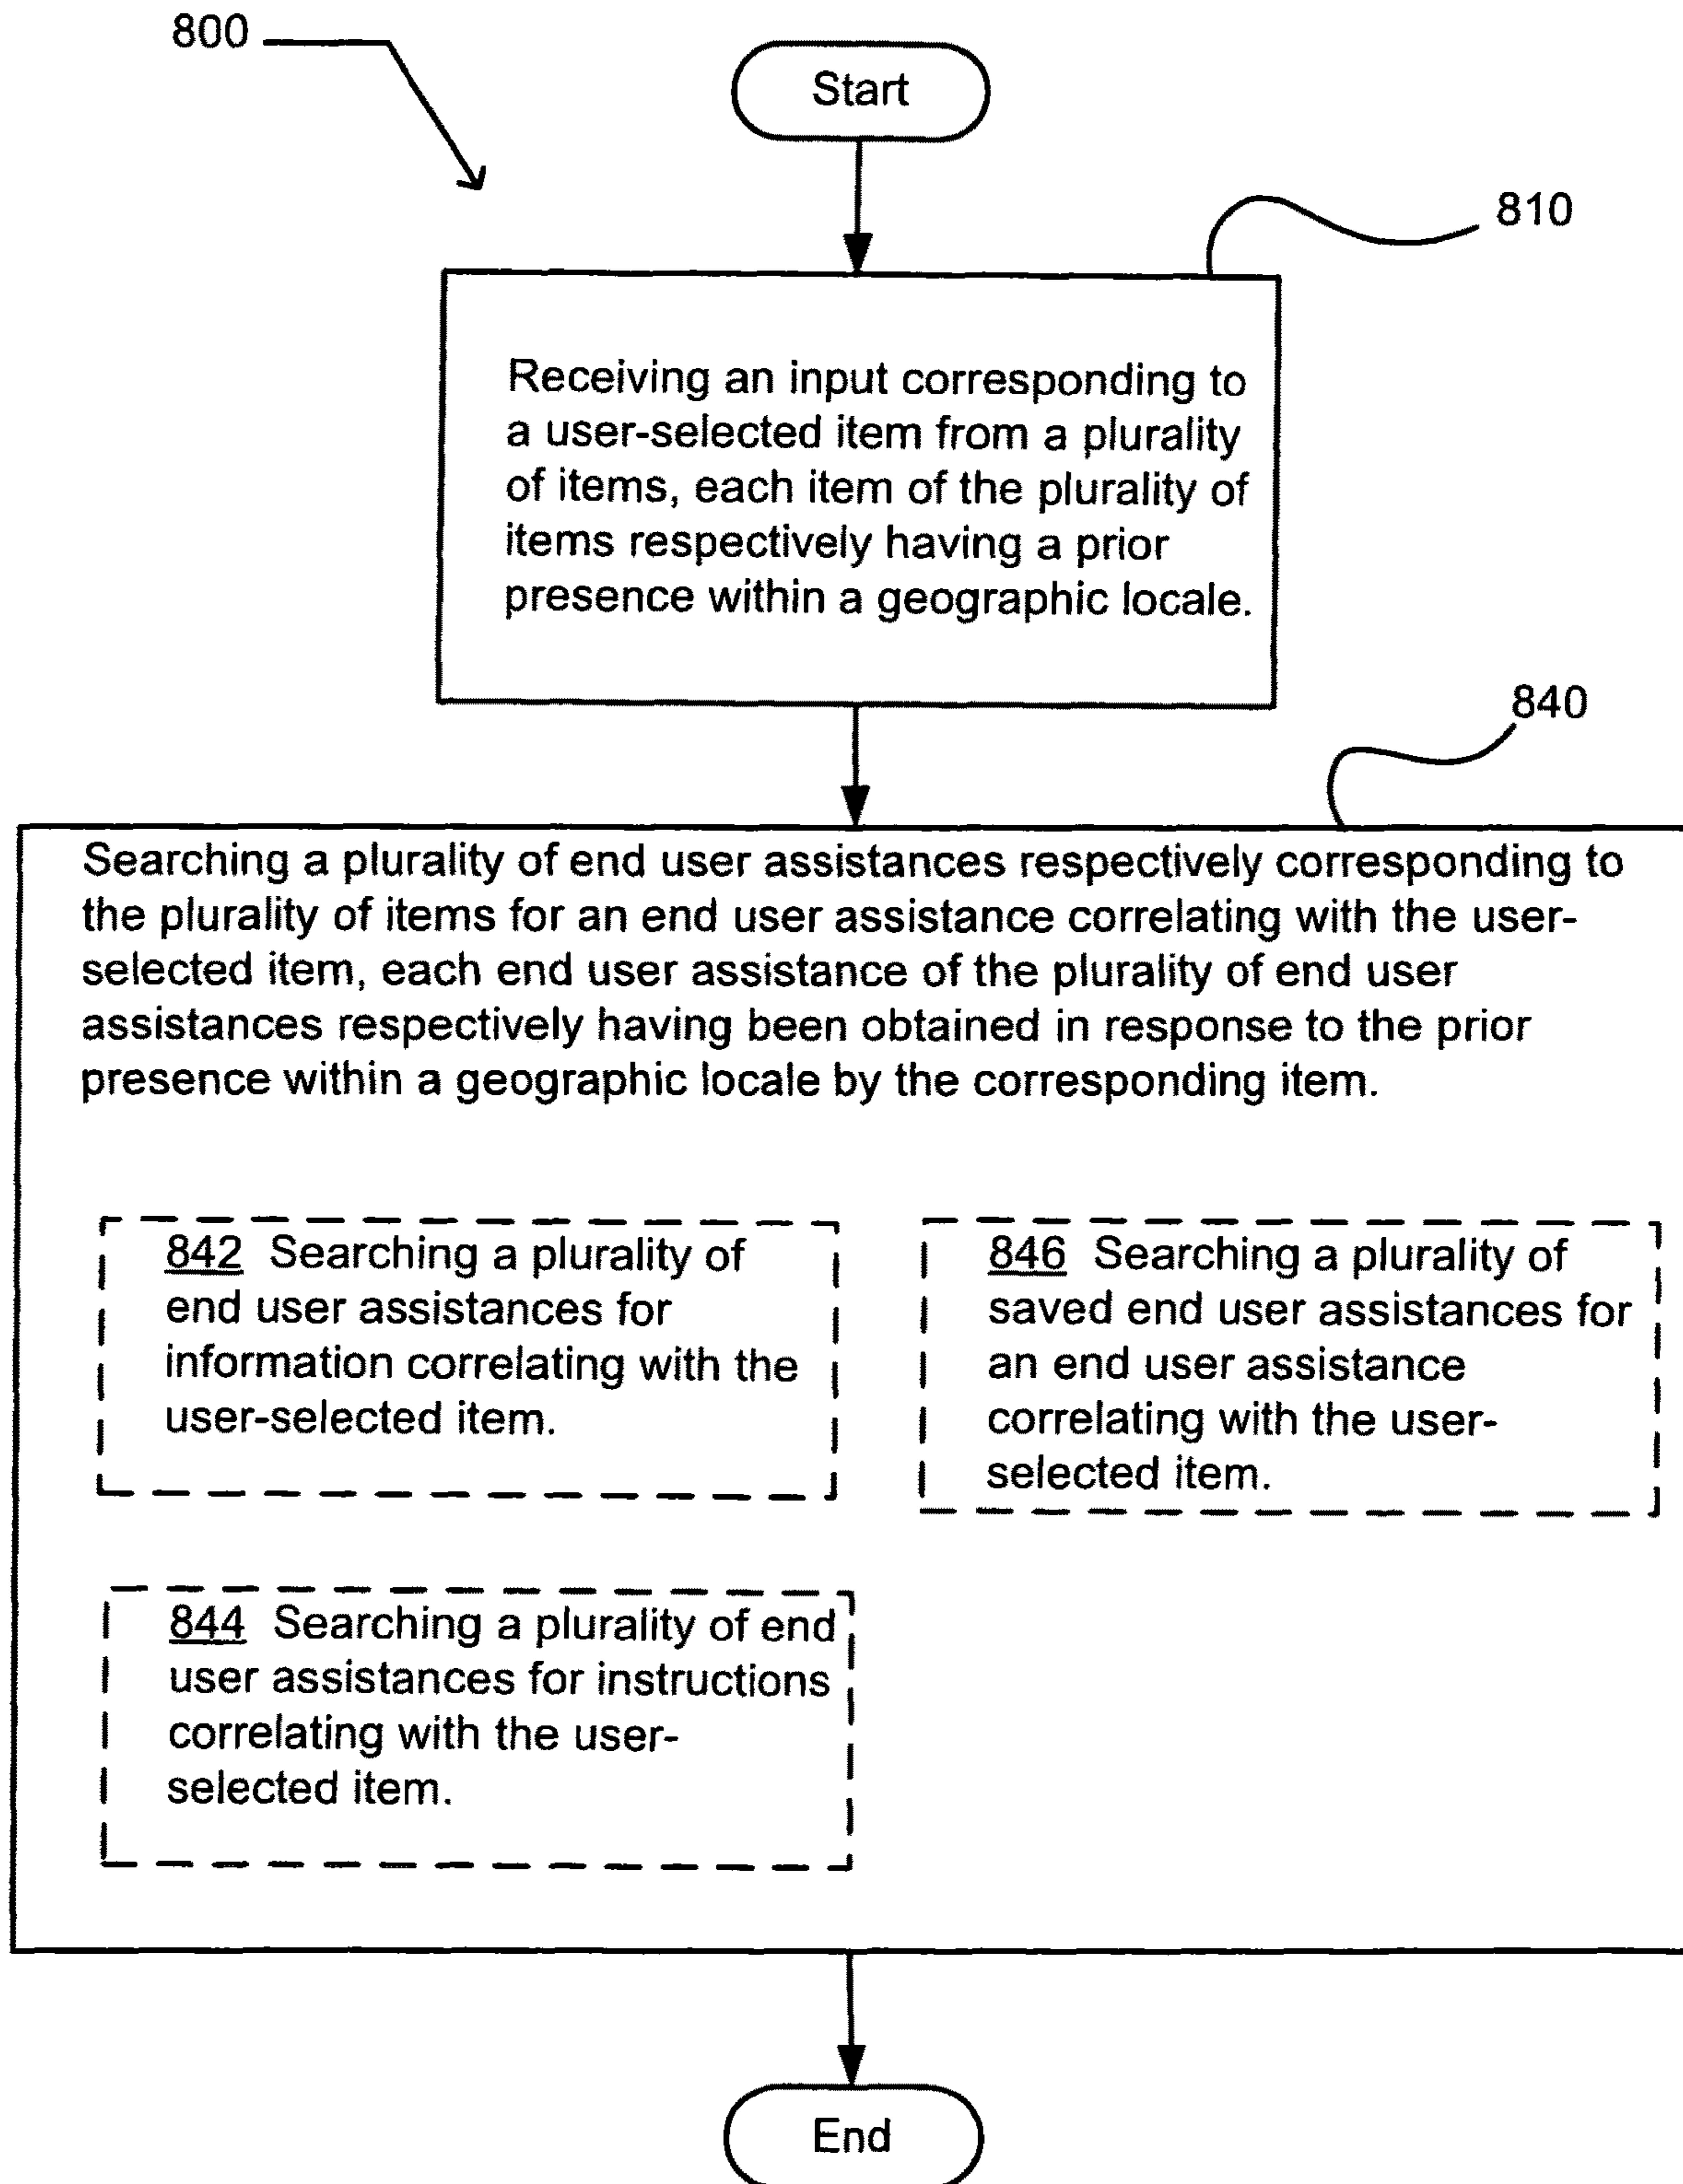 800
Start
810
Receiving an input corresponding to
a user-selected item from a plurality
of items, each item of the plurality of
items respectively having a prior
presence within a geographic locale.
840
Searching a plurality of end user assistances respectively corresponding to
the plurality of items for an end user assistance correlating with the user-
selected item, each end user assistance of the plurality of end user
assistances respectively having been obtained in response to the prior
presence within a geographic locale by the corresponding item.
842 Searching a plurality of
end user assistances for
information correlating with the
user-selected item.
846 Searching a plurality of
saved end user assistances for
an end user assistance
correlating with the user-
selected item.
844 Searching a plurality of end
user assistances for instructions
correlating with the user-
selected item.
End